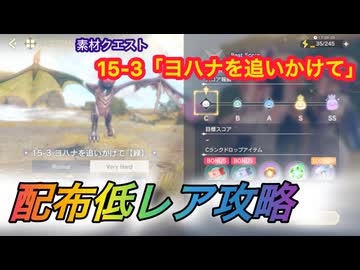 素材クエスト
15-3「ヨハナを追いかけて」
35/245
C
B
A
S
SS
15-3 ヨハナを追いかけて【緑】
目標スコア
Very Hard
Cランクドロップアイテム
BONUS
BONUS
配布低レア攻略